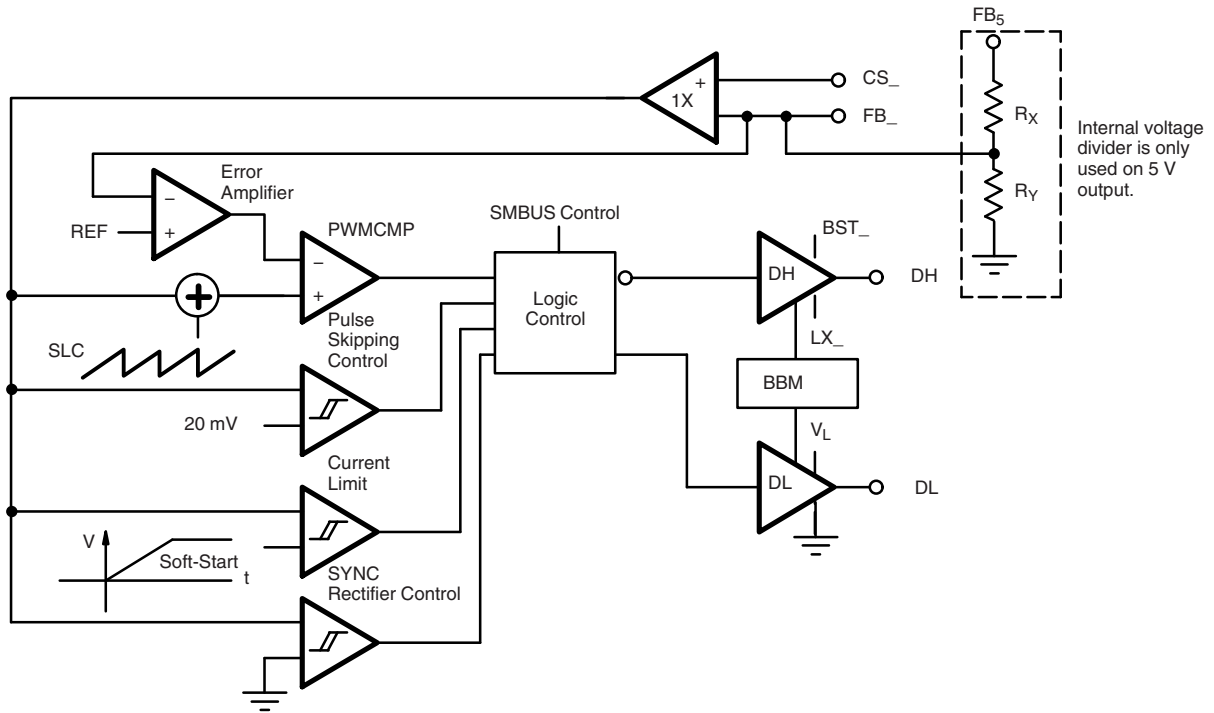 FB5
CS_
+
1X
FB_
RX
Internal voltage
divider is only
used on 5 V
output.
RY
Error
Amplifier
−
REF
+
SMBUS Control
PWMCMP
−
+
BST_
DH
DH
Logic
Control
+
Pulse
Skipping
Control
SLC
LX_
BBM
20 mV
VL
Current
Limit
DL
DL
V
Soft-Start
t
SYNC
Rectifier Control